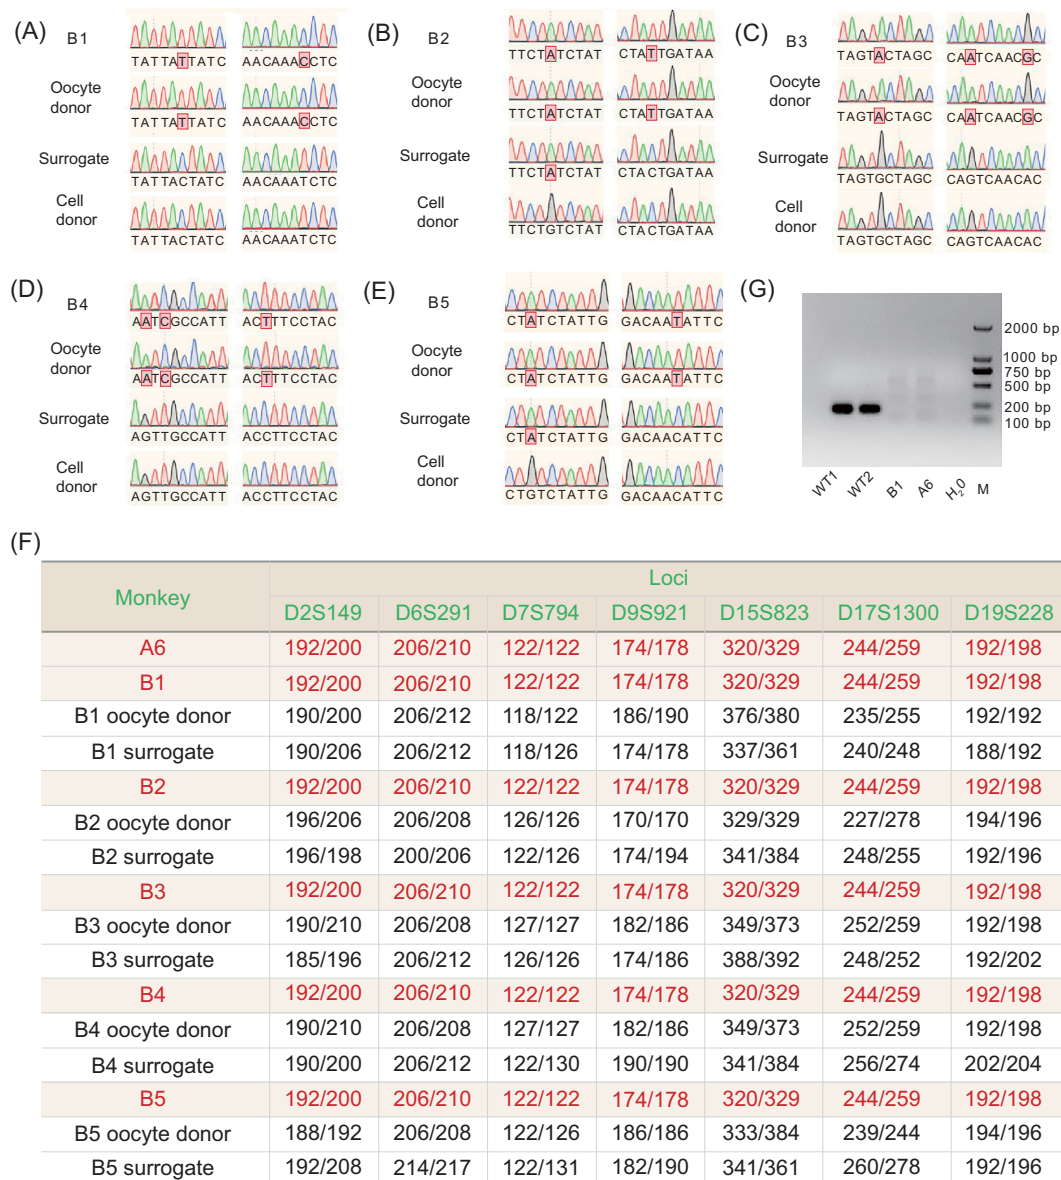 (A)
B1
TATTATTATC AACAAACCTC
Oocyte
donor
TATTATTATC AACAAACCTC
Surrogate
TATTACTATC AACAAATCTC
Cell
donor
TATTACTATC AACAAATCTC
(B)
B2
TTCTATCTAT CTATTGATAA
Oocyte
donor
TTCTATCTAT CTATTGATAA
Surrogate
TTCTATCTAT CTACTGATAA
Cell
donor
TTCTGTCTAT CTACTGATAA
(C)
B3
TAGTACTAGC CAATCAACGC
Oocyte
donor
TAGTACTAGC CAATCAACGC
Surrogate
TAGTGCTAGC CAGTCAACAC
Cell
donor
TAGTGCTAGC CAGTCAACAC
(D)
B4
AATCGCCATT ACTTTCCTAC
Oocyte
donor
AATCGCCATT ACTTTCCTAC
Surrogate
AGTTGCCATT ACCTTCCTAC
Cell
donor
AGTTGCCATT ACCTTCCTAC
(E)
B5
CTATCTATTG GACAATATTC
Oocyte
donor
CTATCTATTG GACAATATTC
Surrogate
CTATCTATTG GACAACATTC
Cell
donor
CTGTCTATTG GACAACATTC
(G)
2000 bp
1000 bp
750 bp
500 bp
200 bp
100 bp
WT1 WT2 B1 A6 H20 M
(F)
Monkey Loci
D2S149 D6S291 D7S794 D9S921 D15S823 D17S1300 D19S228
A6 192/200 206/210 122/122 174/178 320/329 244/259 192/198
B1 192/200 206/210 122/122 174/178 320/329 244/259 192/198
B1 oocyte donor 190/200 206/212 118/122 186/190 376/380 235/255 192/192
B1 surrogate 190/206 206/212 118/126 174/178 337/361 240/248 188/192
B2 192/200 206/210 122/122 174/178 320/329 244/259 192/198
B2 oocyte donor 196/206 206/208 126/126 170/170 329/329 227/278 194/196
B2 surrogate 196/198 200/206 122/126 174/194 341/384 248/255 192/196
B3 192/200 206/210 122/122 174/178 320/329 244/259 192/198
B3 oocyte donor 190/210 206/208 127/127 182/186 349/373 252/259 192/198
B3 surrogate 185/196 206/212 126/126 174/186 388/392 248/252 192/202
B4 192/200 206/210 122/122 174/178 320/329 244/259 192/198
B4 oocyte donor 190/210 206/208 127/127 182/186 349/373 252/259 192/198
B4 surrogate 190/200 206/212 122/130 190/190 341/384 256/274 202/204
B5 192/200 206/210 122/122 174/178 320/329 244/259 192/198
B5 oocyte donor 188/192 206/208 122/126 186/186 333/384 239/244 194/196
B5 surrogate 192/208 214/217 122/131 182/190 341/361 260/278 192/196